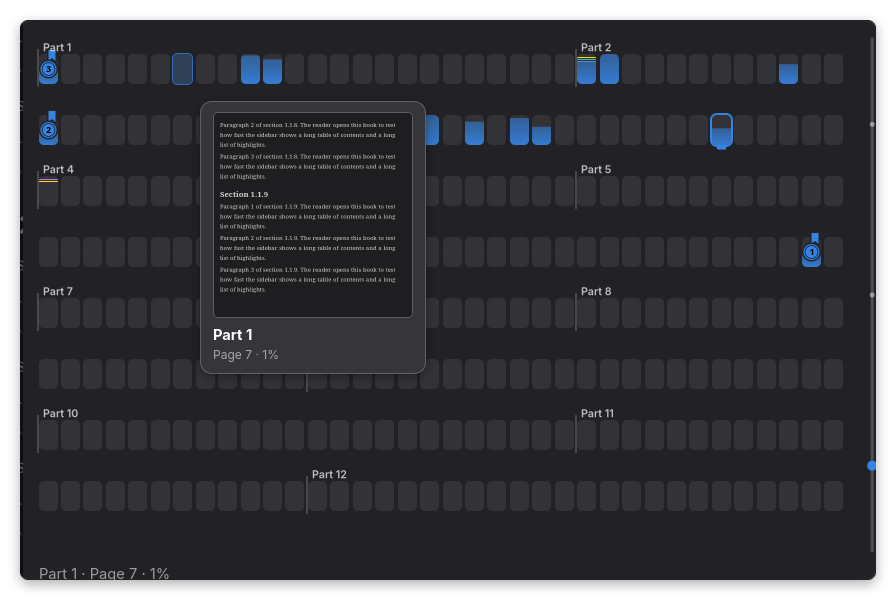 Part 1
Part 2
3
2
Paragraph 2 of section 1.1.8. The reader opens this book to test
how fast the sidebar shows a long table of contents and a long
list of highlights.
Paragraph 3 of section 1.1.8. The reader opens this book to test
how fast the sidebar shows a long table of contents and a long
list of highlights.
Section 1.1.9
Paragraph 1 of section 1.1.9. The reader opens this book to test
how fast the sidebar shows a long table of contents and a long
list of highlights.
Paragraph 2 of section 1.1.9. The reader opens this book to test
how fast the sidebar shows a long table of contents and a long
list of highlights.
Paragraph 3 of section 1.1.9. The reader opens this book to test
how fast the sidebar shows a long table of contents and a long
list of highlights.
Part 1
Page 7 · 1%
Part 4
Part 5
1
Part 7
Part 8
Part 10
Part 11
Part 12
Part 1 · Page 7 · 1%